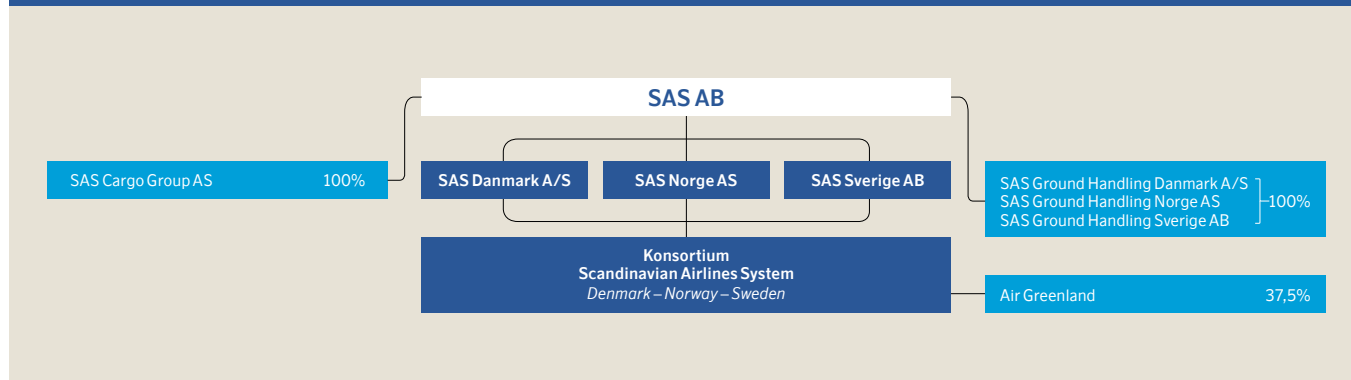 SAS AB
SAS Cargo Group AS 100%
SAS Danmark A/S
SAS Norge AS
SAS Sverige AB
SAS Ground Handling Danmark A/S
SAS Ground Handling Norge AS 100%
SAS Ground Handling Sverige AB
Konsortium
Scandinavian Airlines System
Denmark – Norway – Sweden
Air Greenland 37,5%